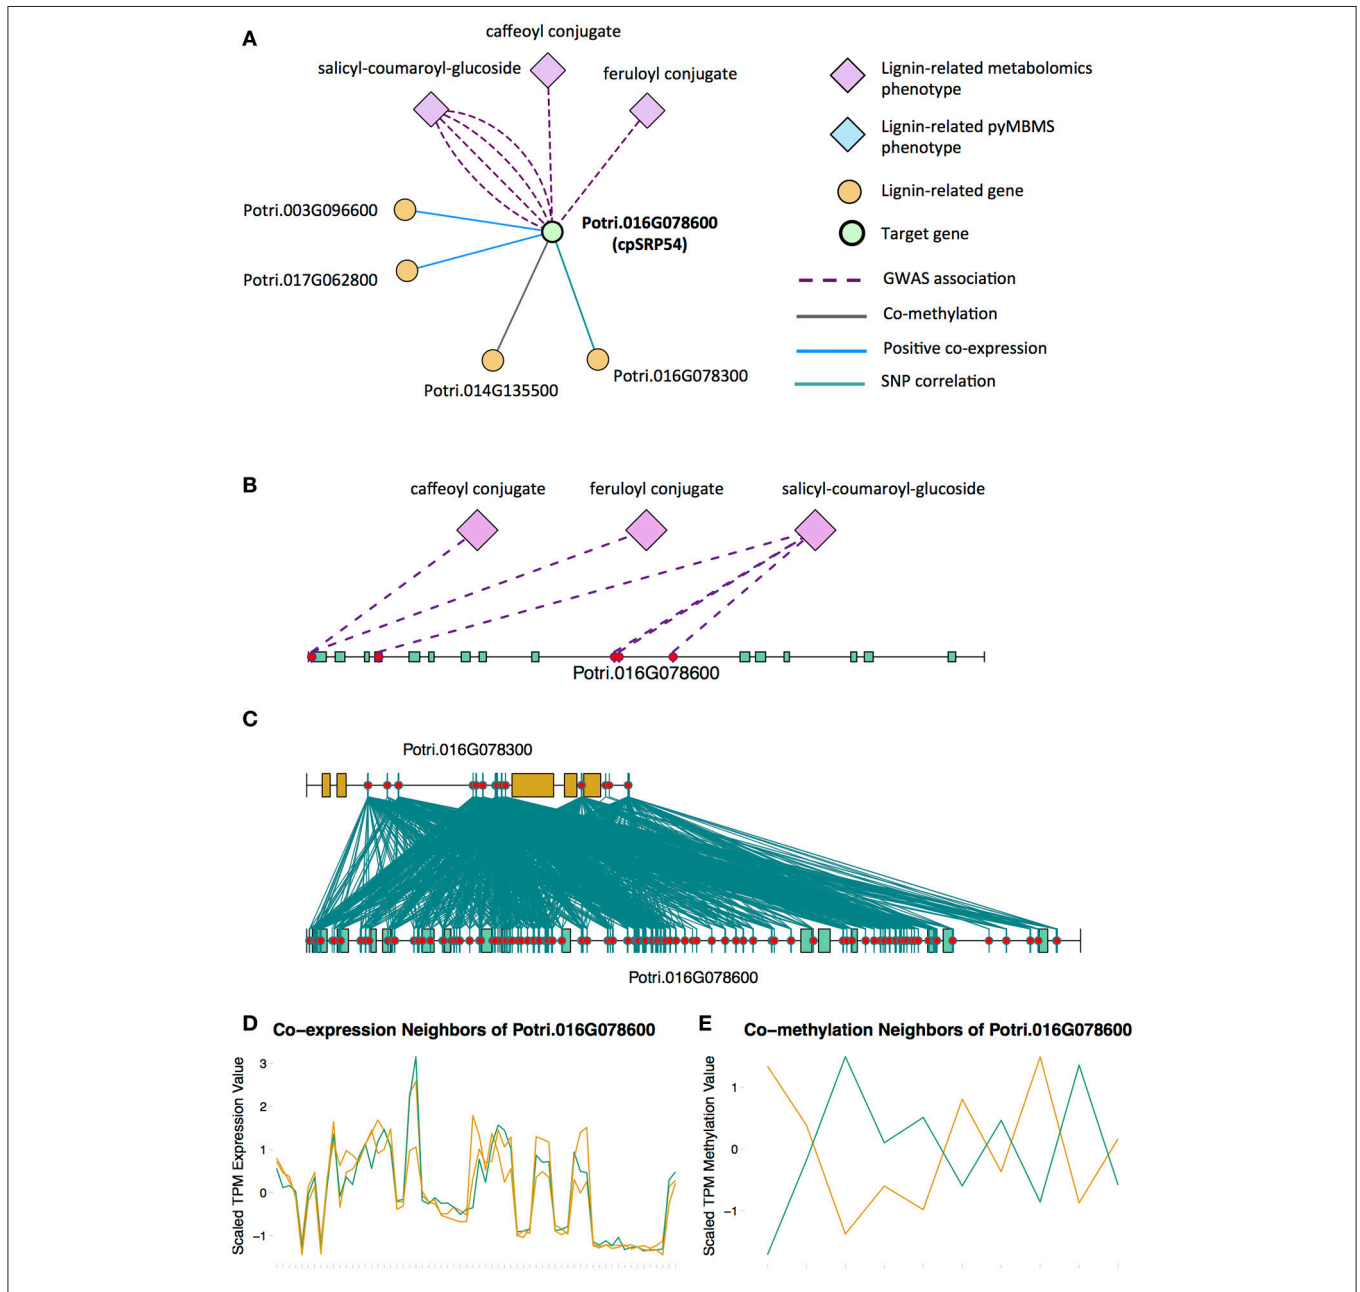 A
caffeoyl conjugate
salicyl-coumaroyl-glucoside
feruloyl conjugate
Potri.003G096600
Potri.016G078600
(cpSRP54)
Potri.017G062800
Potri.014G135500
Potri.016G078300
Lignin-related metabolomics
phenotype
Lignin-related pyMBMS
phenotype
Lignin-related gene
Target gene
GWAS association
Co-methylation
Positive co-expression
SNP correlation
B
caffeoyl conjugate
feruloyl conjugate
salicyl-coumaroyl-glucoside
Potri.016G078600
C
Potri.016G078300
Potri.016G078600
D
Co−expression Neighbors of Potri.016G078600
Scaled TPM Expression Value
3
2
1
0
−1
E
Co−methylation Neighbors of Potri.016G078600
Scaled TPM Methylation Value
1
0
−1